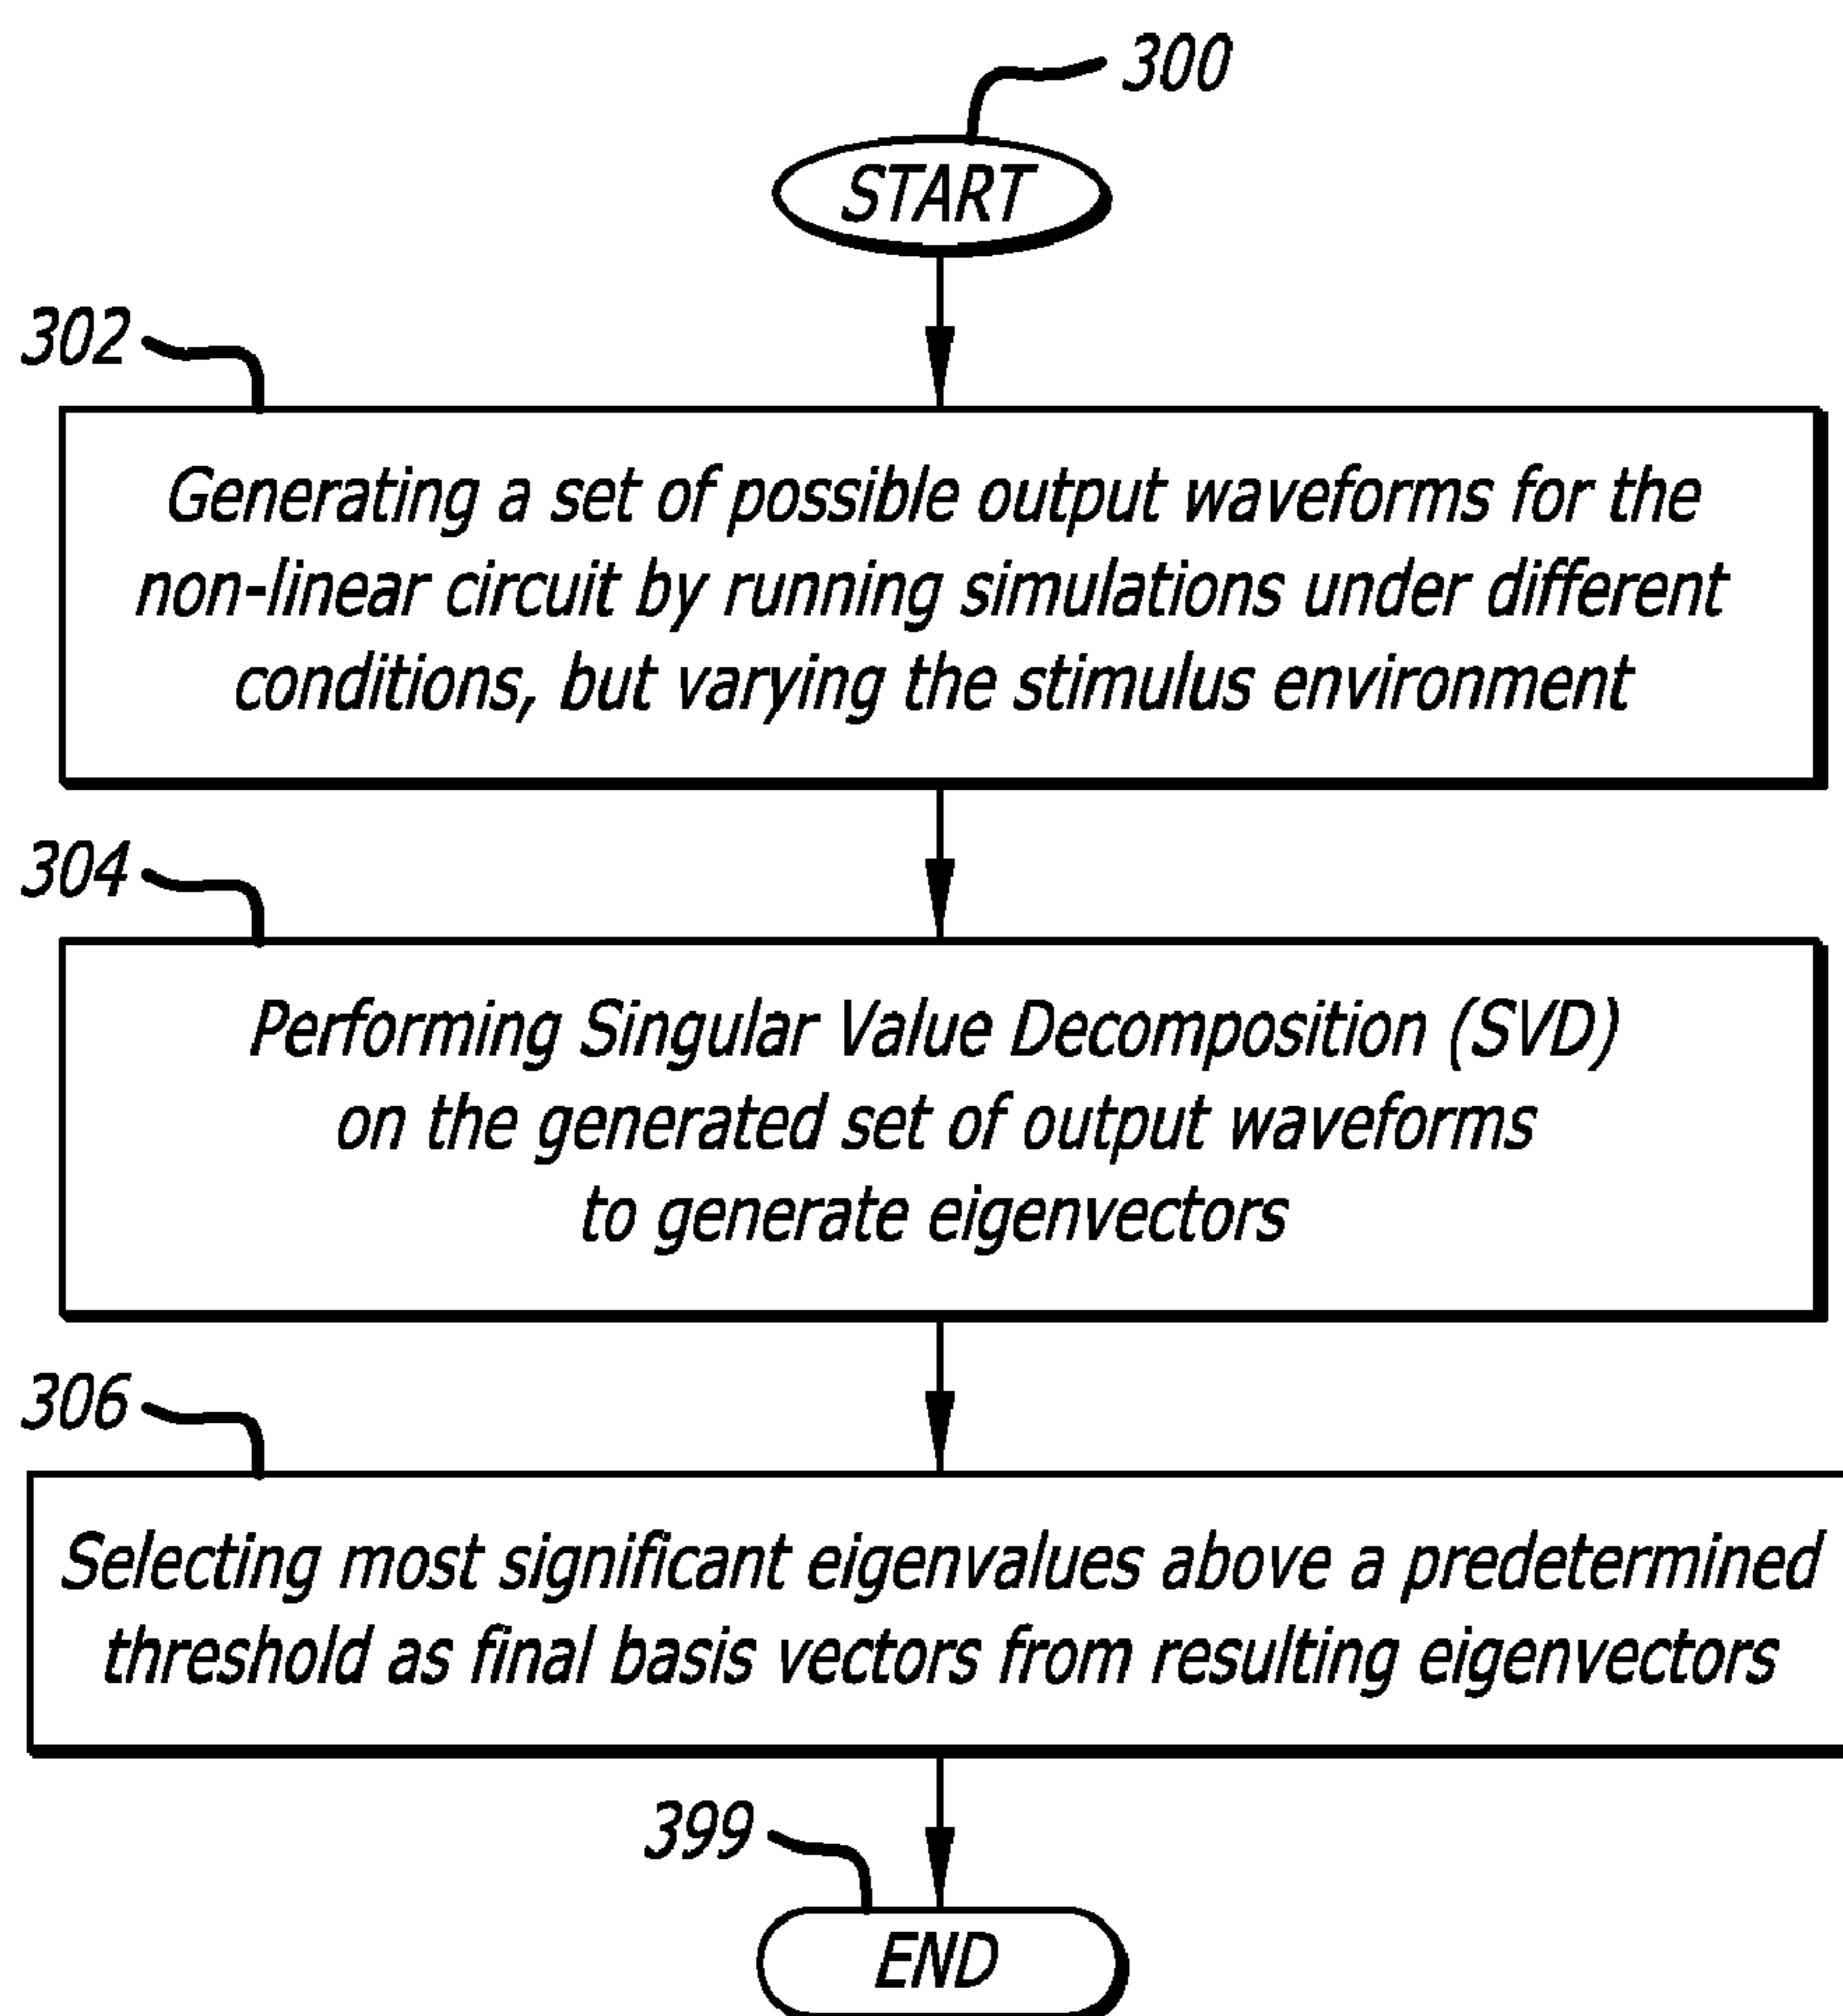 300
START
302
Generating a set of possible output waveforms for the
non-linear circuit by running simulations under different
conditions, but varying the stimulus environment
304
Performing Singular Value Decomposition (SVD)
on the generated set of output waveforms
to generate eigenvectors
306
Selecting most significant eigenvalues above a predetermined
threshold as final basis vectors from resulting eigenvectors
399
END